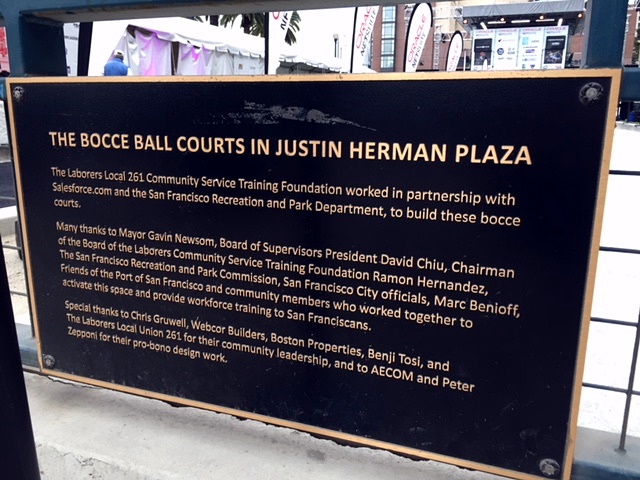 THE BOCCE BALL COURTS IN JUSTIN HERMAN PLAZA
The Laborers Local 261 Community Service Training Foundation worked in partnership with
Salesforce.com and the San Francisco Recreation and Park Department, to build these bocce
courts.
Many thanks to Mayor Gavin Newsom, Board of Supervisors President David Chiu, Chairman
of the Board of the Laborers Community Service Training Foundation Ramon Hernandez,
The San Francisco Recreation and Park Commission, San Francisco City officials, Marc Benioff,
Friends of the Port of San Francisco and community members who worked together to
activate this space and provide workforce training to San Franciscans.
Special thanks to Chris Gruwell, Webcor Builders, Boston Properties, Benji Tosi, and
The Laborers Local Union 261 for their community leadership, and to AECOM and Peter
Zepponi for their pro-bono design work.